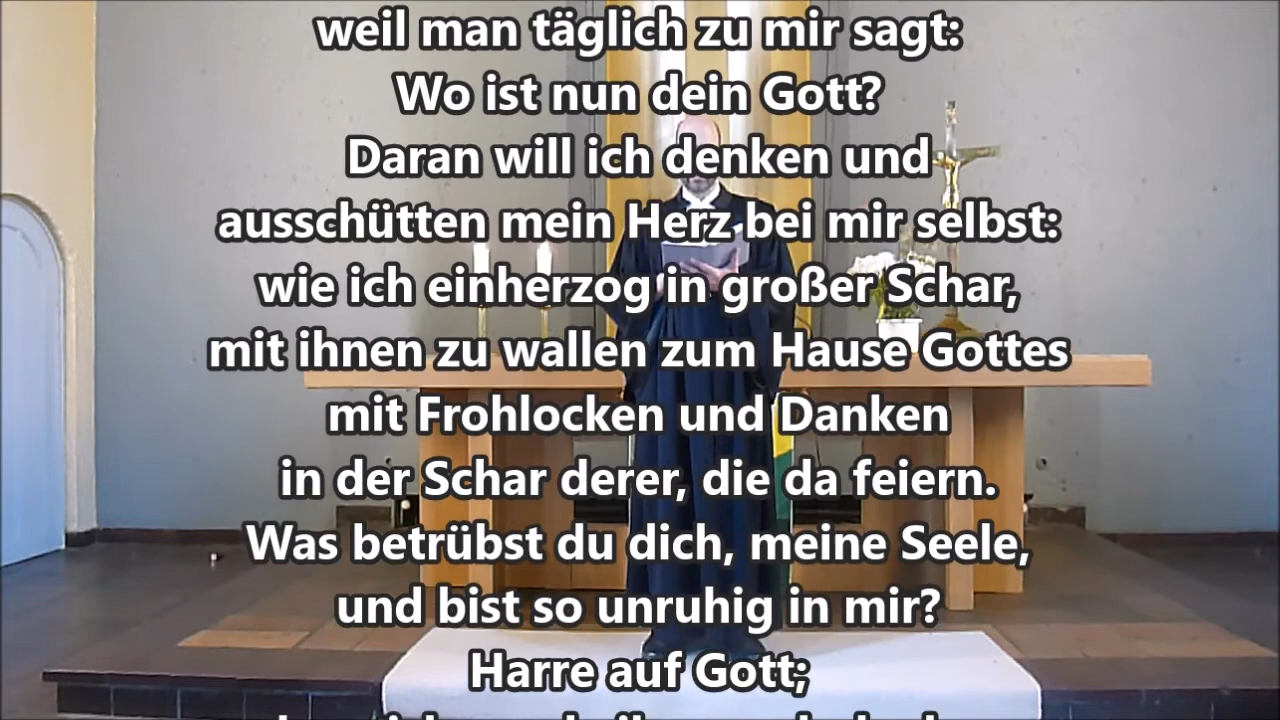 weil man täglich zu mir sagt:
Wo ist nun dein Gott?
Daran will ich denken und
ausschütten mein Herz bei mir selbst:
wie ich einherzog in großer Schar,
mit ihnen zu wallen zum Hause Gottes
mit Frohlocken und Danken
in der Schar derer, die da feiern.
Was betrübst du dich, meine Seele,
und bist so unruhig in mir?
Harre auf Gott;